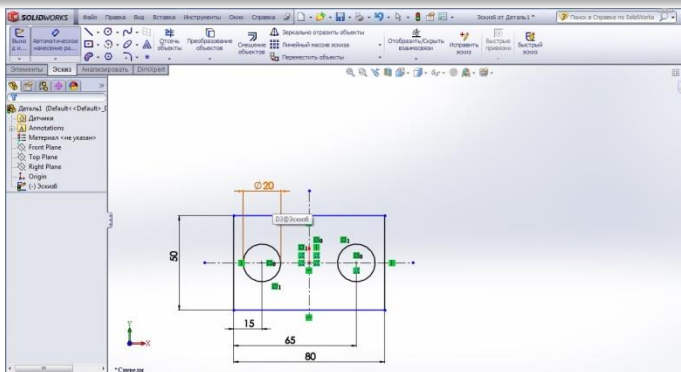 SOLIDWORKS
Файл Правка Вид Вставка Инструменты Окно Справка
Эскиз6 от Деталь1 *
Поиск в Справке по SolidWorks
Выхо д и...
Автоматическое нанесение ра...
Отсечь объекты
Преобразование объектов
Смещение объектов
Зеркально отразить объекты
Линейный массив эскиза
Переместить объекты
Отобразить/Скрыть взаимосвязи
Исправить эскиз
Быстрые привязки
Быстрый эскиз
Элементы Эскиз Анализировать DimXpert
Деталь1 (Default<<Default>_D
Датчики
Annotations
Материал <не указан>
Front Plane
Top Plane
Right Plane
Origin
(-) Эскиз6
Ø20
D3@Эскиз6
50
15
65
80
Y
X
*Спереди